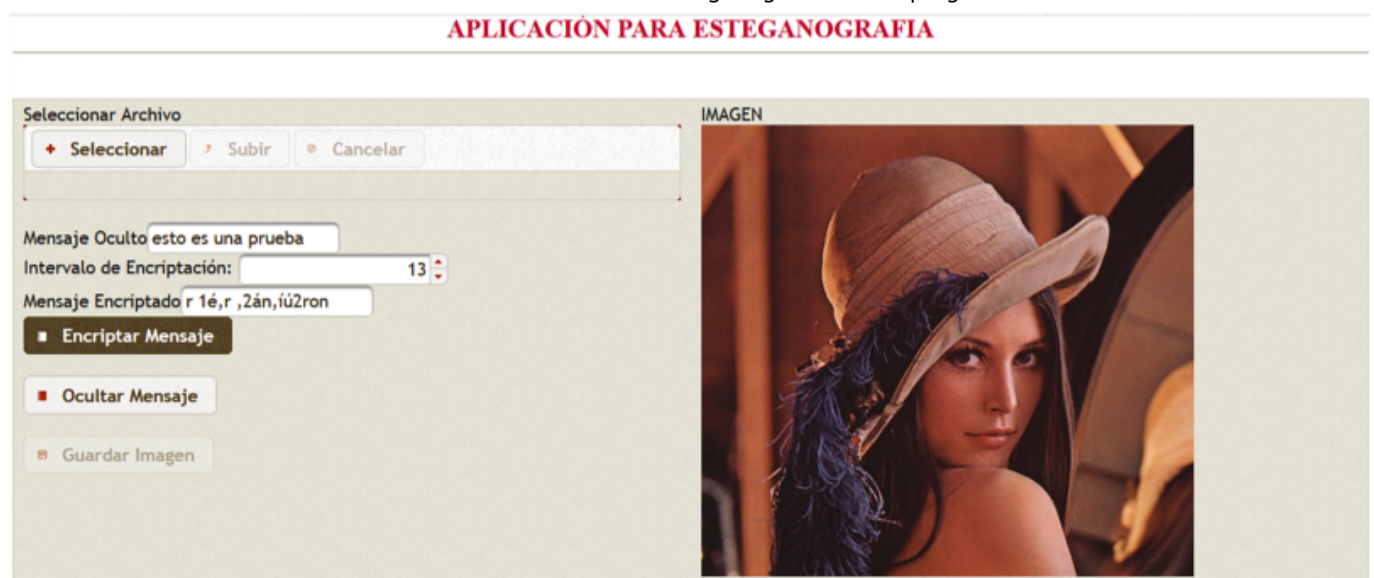 APLICACIÓN PARA ESTEGANOGRAFIA
Seleccionar Archivo
Seleccionar Subir Cancelar
Mensaje Oculto esto es una prueba
Intervalo de Encriptación: 13
Mensaje Encriptado r 1é,r ,2án,íú2ron
Encriptar Mensaje
Ocultar Mensaje
Guardar Imagen
IMAGEN